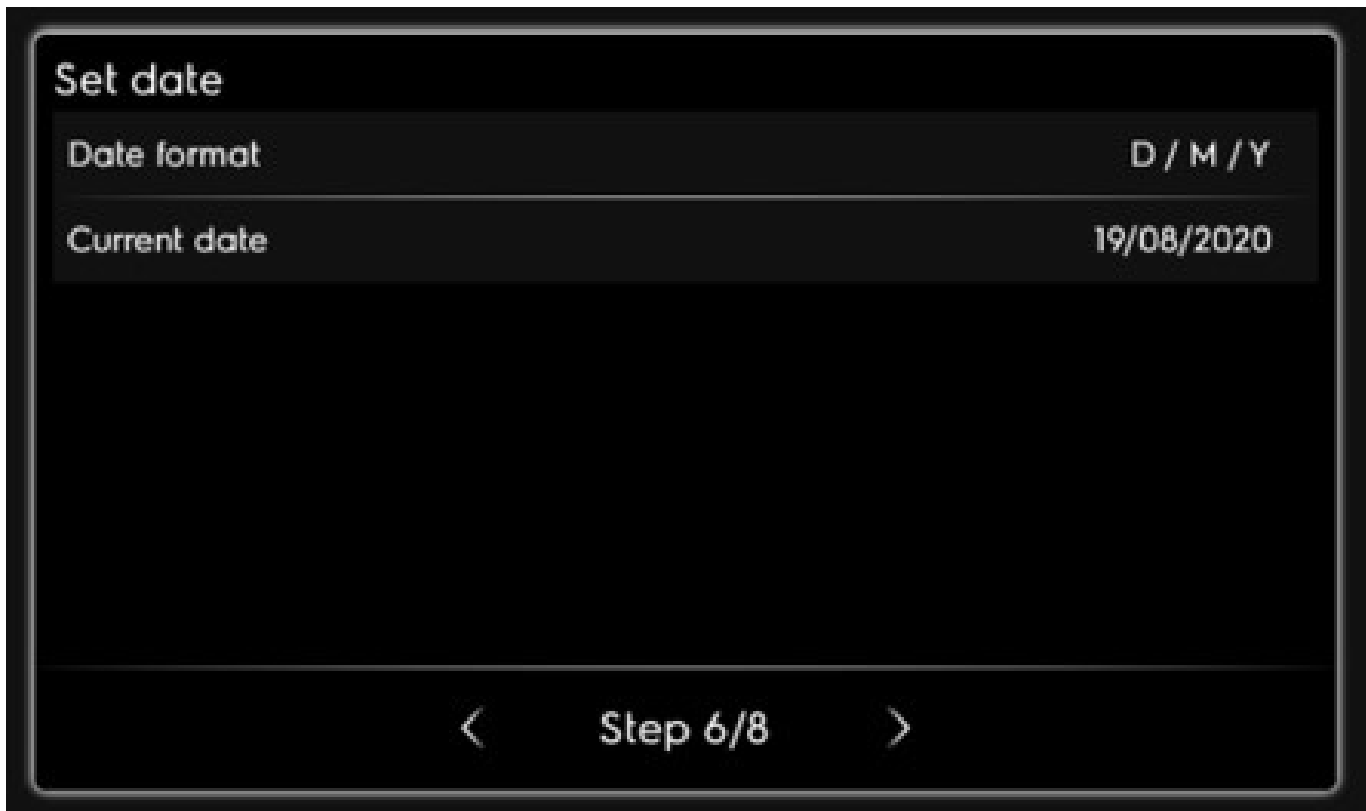 Set date
Date format D / M / Y
Current date 19/08/2020
< Step 6/8 >